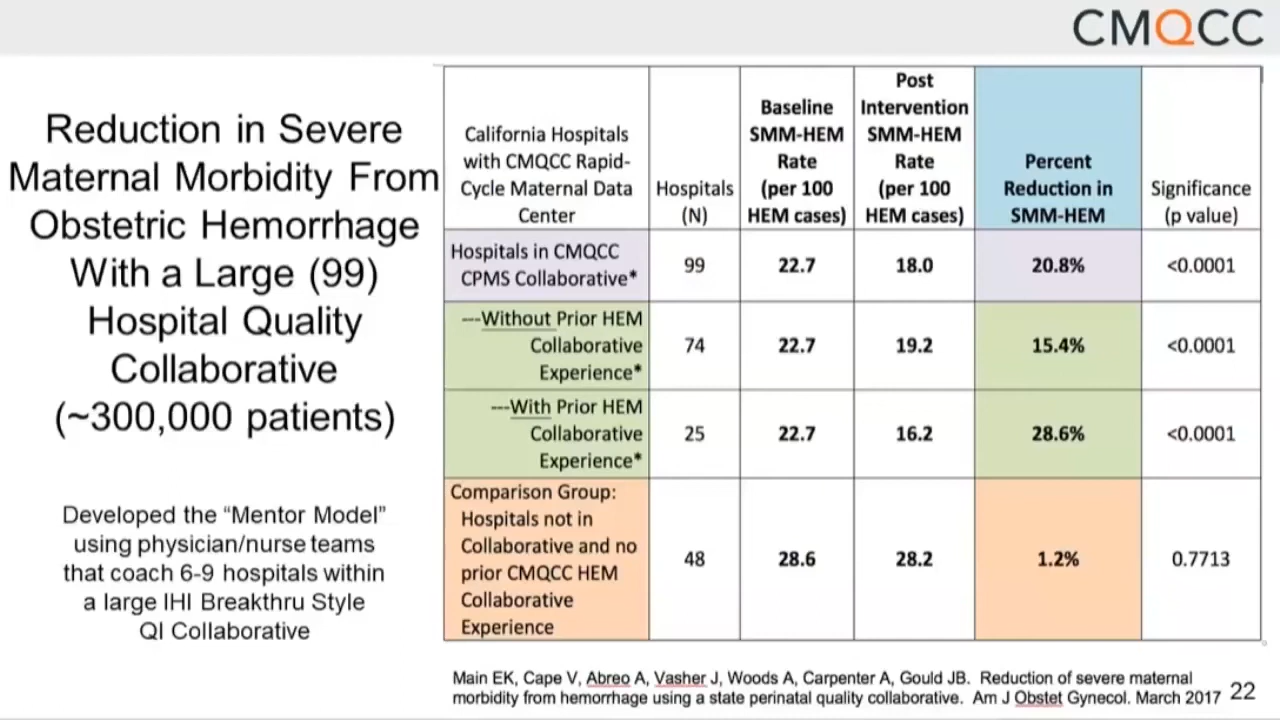 CMQCC
Reduction in Severe
Maternal Morbidity From
Obstetric Hemorrhage
With a Large (99)
Hospital Quality
Collaborative
(~300,000 patients)
Developed the “Mentor Model”
using physician/nurse teams
that coach 6-9 hospitals within
a large IHI Breakthru Style
QI Collaborative
California Hospitals
with CMQCC Rapid-
Cycle Maternal Data
Center
Hospitals
(N)
Baseline
SMM-HEM
Rate
(per 100
HEM cases)
Post
Intervention
SMM-HEM
Rate
(per 100
HEM cases)
Percent
Reduction in
SMM-HEM
Significance
(p value)
Hospitals in CMQCC
CPMS Collaborative*
99
22.7
18.0
20.8%
<0.0001
---Without Prior HEM
Collaborative
Experience*
74
22.7
19.2
15.4%
<0.0001
---With Prior HEM
Collaborative
Experience*
25
22.7
16.2
28.6%
<0.0001
Comparison Group:
Hospitals not in
Collaborative and no
prior CMQCC HEM
Collaborative
Experience
48
28.6
28.2
1.2%
0.7713
Main EK, Cape V, Abreo A, Vasher J, Woods A, Carpenter A, Gould JB. Reduction of severe maternal
morbidity from hemorrhage using a state perinatal quality collaborative. Am J Obstet Gynecol. March 2017
22